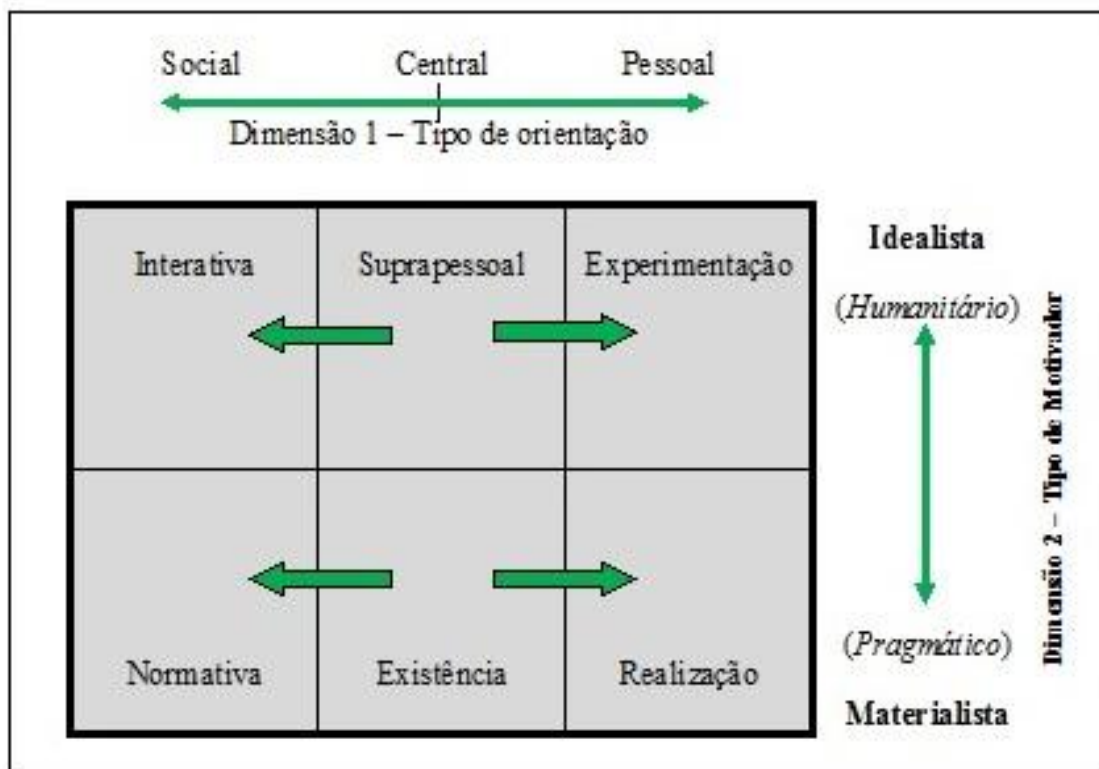 Social Central Pessoal
Dimensão 1 – Tipo de orientação
Interativa Suprapessoal Experimentação
Idealista
(Humanitário)
Dimensão 2 – Tipo de Motivador
Normativa Existência Realização
(Pragmático)
Materialista